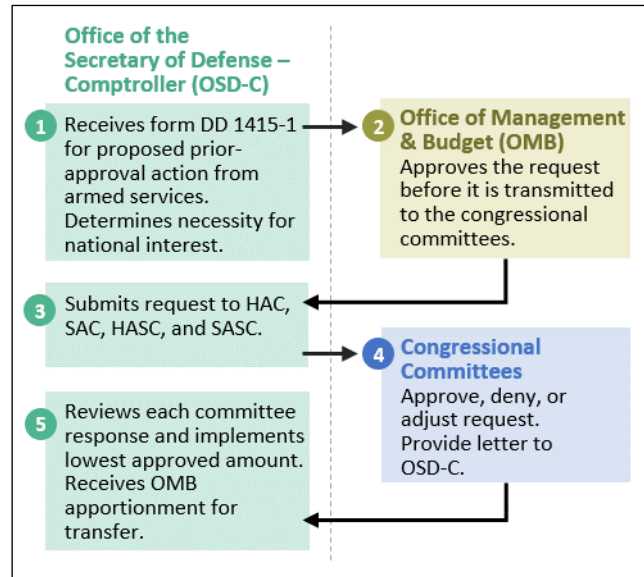 Office of the
Secretary of Defense –
Comptroller (OSD-C)
1
Receives form DD 1415-1
for proposed prior-
approval action from
armed services.
Determines necessity for
national interest.
2
Office of Management
& Budget (OMB)
Approves the request
before it is transmitted
to the congressional
committees.
3
Submits request to HAC,
SAC, HASC, and SASC.
4
Congressional
Committees
Approve, deny, or
adjust request.
Provide letter to
OSD-C.
5
Reviews each committee
response and implements
lowest approved amount.
Receives OMB
apportionment for
transfer.